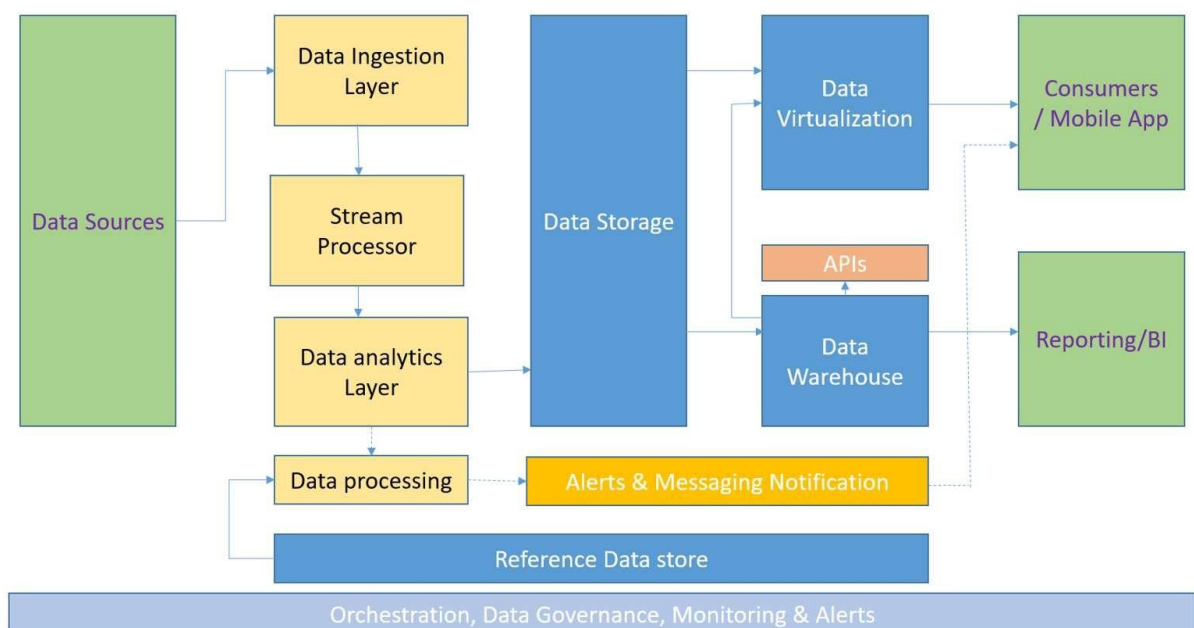 Data Sources
Data Ingestion
Layer
Stream
Processor
Data analytics
Layer
Data processing
Data Storage
Data
Virtualization
APIs
Data
Warehouse
Consumers
/ Mobile App
Reporting/BI
Alerts & Messaging Notification
Reference Data store
Orchestration, Data Governance, Monitoring & Alerts